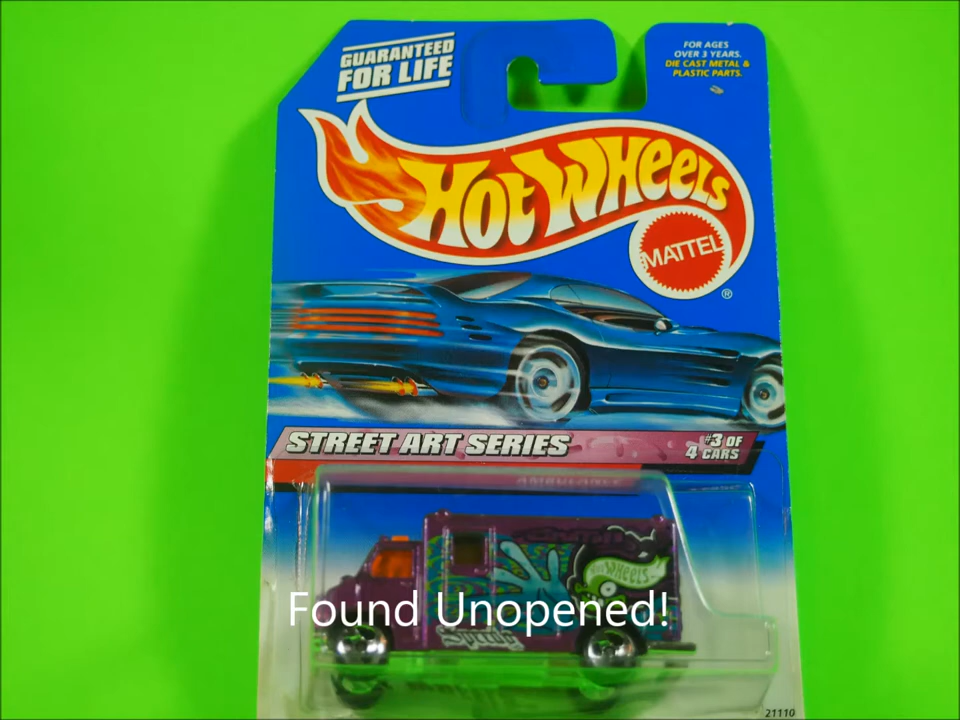 GUARANTEED
FOR LIFE
FOR AGES
OVER 3 YEARS.
DIE CAST METAL &
PLASTIC PARTS.
HOT WHEELS
MATTEL
®
STREET ART SERIES
#3 OF
4 CARS
HOT WHEELS
Found Unopened!
Speedy
21110